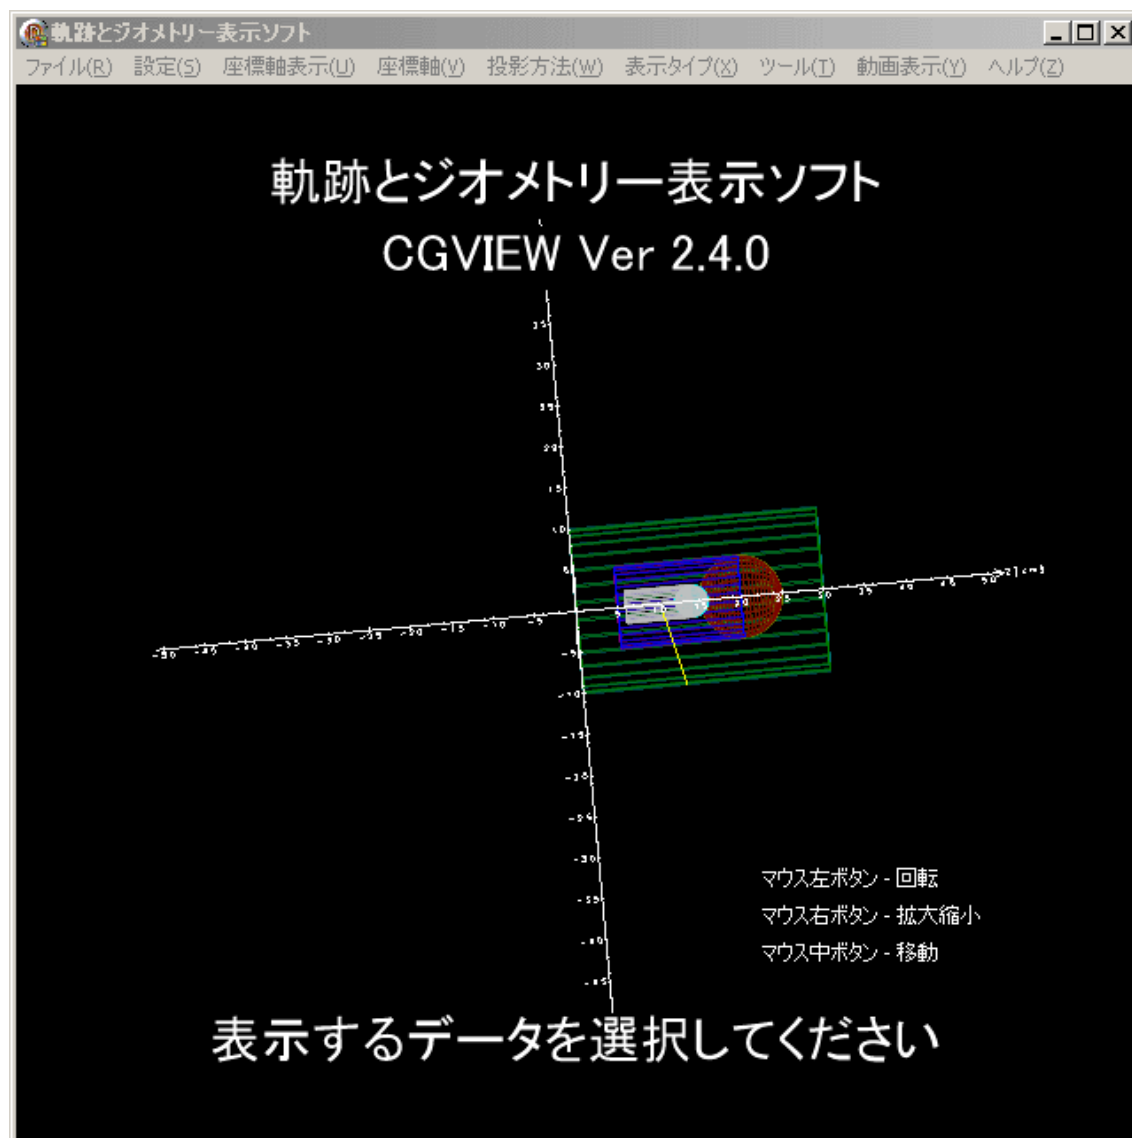 軌跡とジオメトリー表示ソフト
ファイル(R) 設定(S) 座標軸表示(U) 座標軸(V) 投影方法(W) 表示タイプ(X) ツール(T) 動画表示(Y) ヘルプ(Z)
軌跡とジオメトリー表示ソフト
CGVIEW Ver 2.4.0
マウス左ボタン - 回転
マウス右ボタン - 拡大縮小
マウス中ボタン - 移動
表示するデータを選択してください